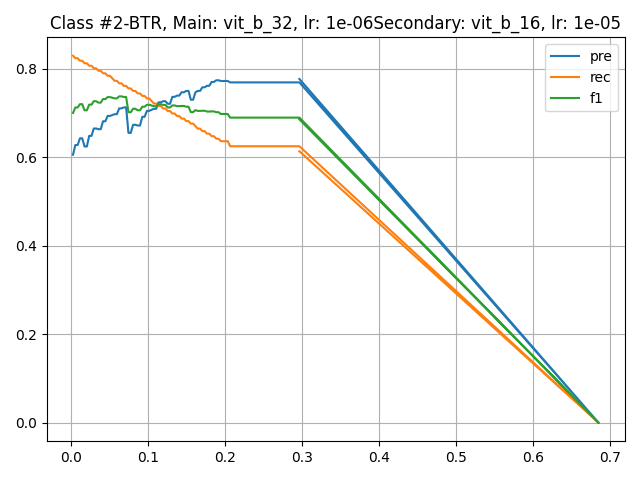 Class #2-BTR, Main: vit_b_32, lr: 1e-06Secondary: vit_b_16, lr: 1e-05
pre
rec
f1
0.8
0.6
0.4
0.2
0.0
0.0 0.1 0.2 0.3 0.4 0.5 0.6 0.7